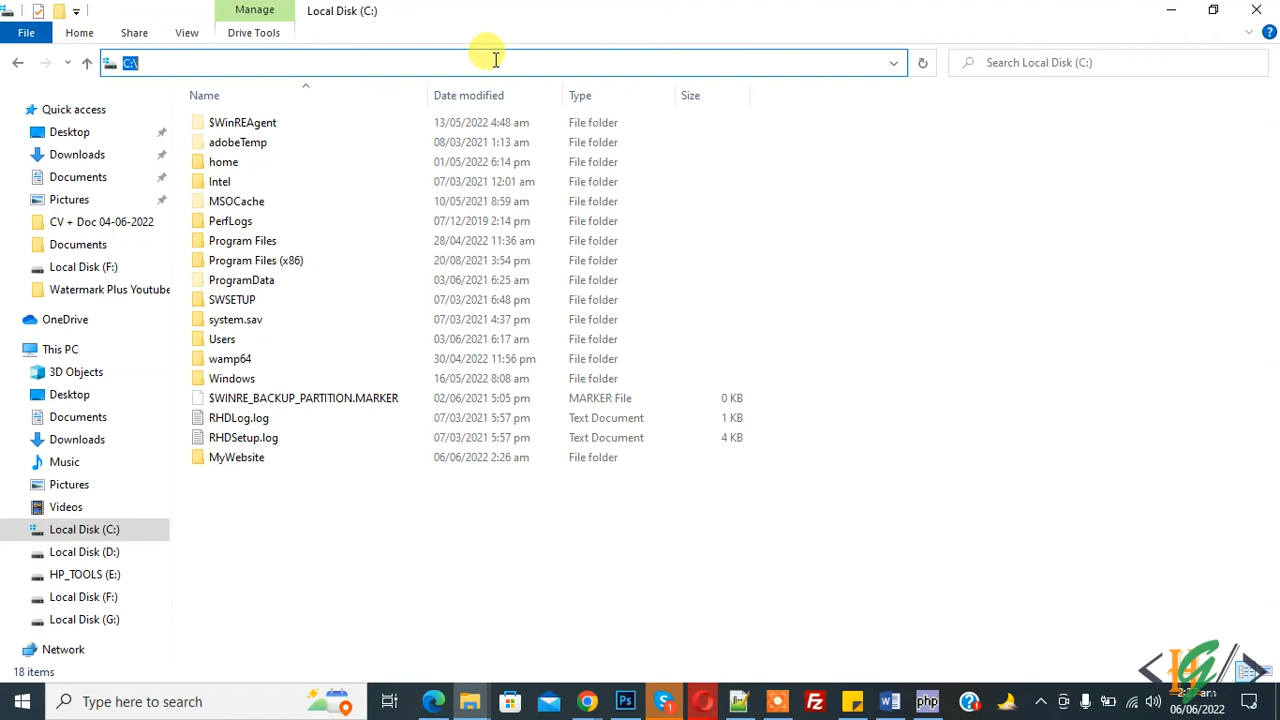 Manage Local Disk (C:)
File Home Share View Drive Tools
C:\ Search Local Disk (C:)
Name Date modified Type Size
Quick access
Desktop
Downloads
Documents
Pictures
CV + Doc 04-06-2022
Documents
Local Disk (F:)
Watermark Plus Youtube
OneDrive
This PC
3D Objects
Desktop
Documents
Downloads
Music
Pictures
Videos
Local Disk (C:)
Local Disk (D:)
HP_TOOLS (E:)
Local Disk (F:)
Local Disk (G:)
Network
$WinREAgent 13/05/2022 4:48 am File folder
adobeTemp 08/03/2021 1:13 am File folder
home 01/05/2022 6:14 pm File folder
Intel 07/03/2021 12:01 am File folder
MSOCache 10/05/2021 8:59 am File folder
PerfLogs 07/12/2019 2:14 pm File folder
Program Files 28/04/2022 11:36 am File folder
Program Files (x86) 20/08/2021 3:54 pm File folder
ProgramData 03/06/2021 6:25 am File folder
SWSETUP 07/03/2021 6:48 pm File folder
system.sav 07/03/2021 4:37 pm File folder
Users 03/06/2021 6:17 am File folder
wamp64 30/04/2022 11:56 pm File folder
Windows 16/05/2022 8:08 am File folder
$WINRE_BACKUP_PARTITION.MARKER 02/06/2021 5:05 pm MARKER File 0 KB
RHDLog.log 07/03/2021 5:57 pm Text Document 1 KB
RHDSetup.log 07/03/2021 5:57 pm Text Document 4 KB
MyWebsite 06/06/2022 2:26 am File folder
18 items
Type here to search
06/06/2022